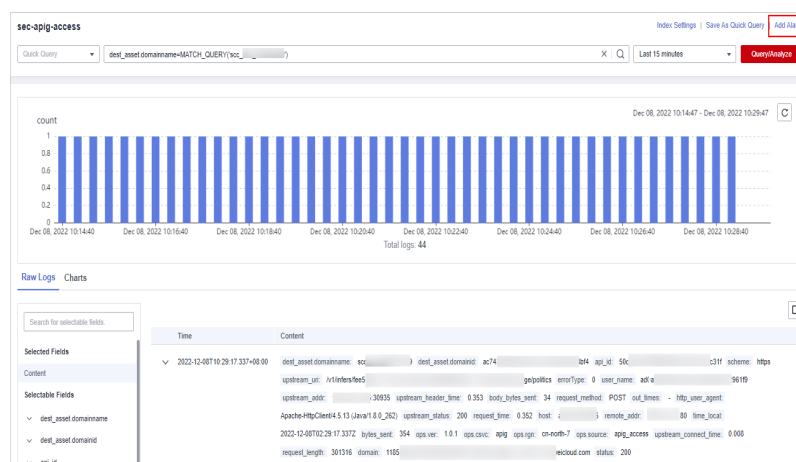 sec-apig-access
Index Settings | Save As Quick Query Add Ala
Quick Query dest_asset.domainname=MATCH_QUERY('scc_ ') Last 15 minutes Query/Analyze
Dec 08, 2022 10:14:47 - Dec 08, 2022 10:29:47
count
1
0.8
0.6
0.4
0.2
0
Dec 08, 2022 10:14:40 Dec 08, 2022 10:16:40 Dec 08, 2022 10:18:40 Dec 08, 2022 10:20:40 Dec 08, 2022 10:22:40 Dec 08, 2022 10:24:40 Dec 08, 2022 10:26:40 Dec 08, 2022 10:28:40
Total logs: 44
Raw Logs Charts
Search for selectable fields.
Time Content
Selected Fields
Content
Selectable Fields
dest_asset.domainname
dest_asset.domainid
api_id
2022-12-08T10:29:17.337+08:00 dest_asset.domainname: scc dest_asset.domainid: ac74 bf4 api_id: 50c c31f scheme: https
upstream_uri: /v1/infers/fee5 ge/politics errorType: 0 user_name: 961f9
upstream_addr: :30935 upstream_header_time: 0.353 body_bytes_sent: 34 request_method: POST out_times: - http_user_agent:
Apache-HttpClient/4.5.13 (Java/1.8.0_262) upstream_status: 200 request_time: 0.352 host: remote_addr: 80 time_local:
2022-12-08T02:29:17.337Z bytes_sent: 354 ops.ver: 1.0.1 ops.csvc: apig ops.rgn: cn-north-7 ops.source: apig_access upstream_connect_time: 0.008
request_length: 301316 domain: 1185 eicloud.com status: 200